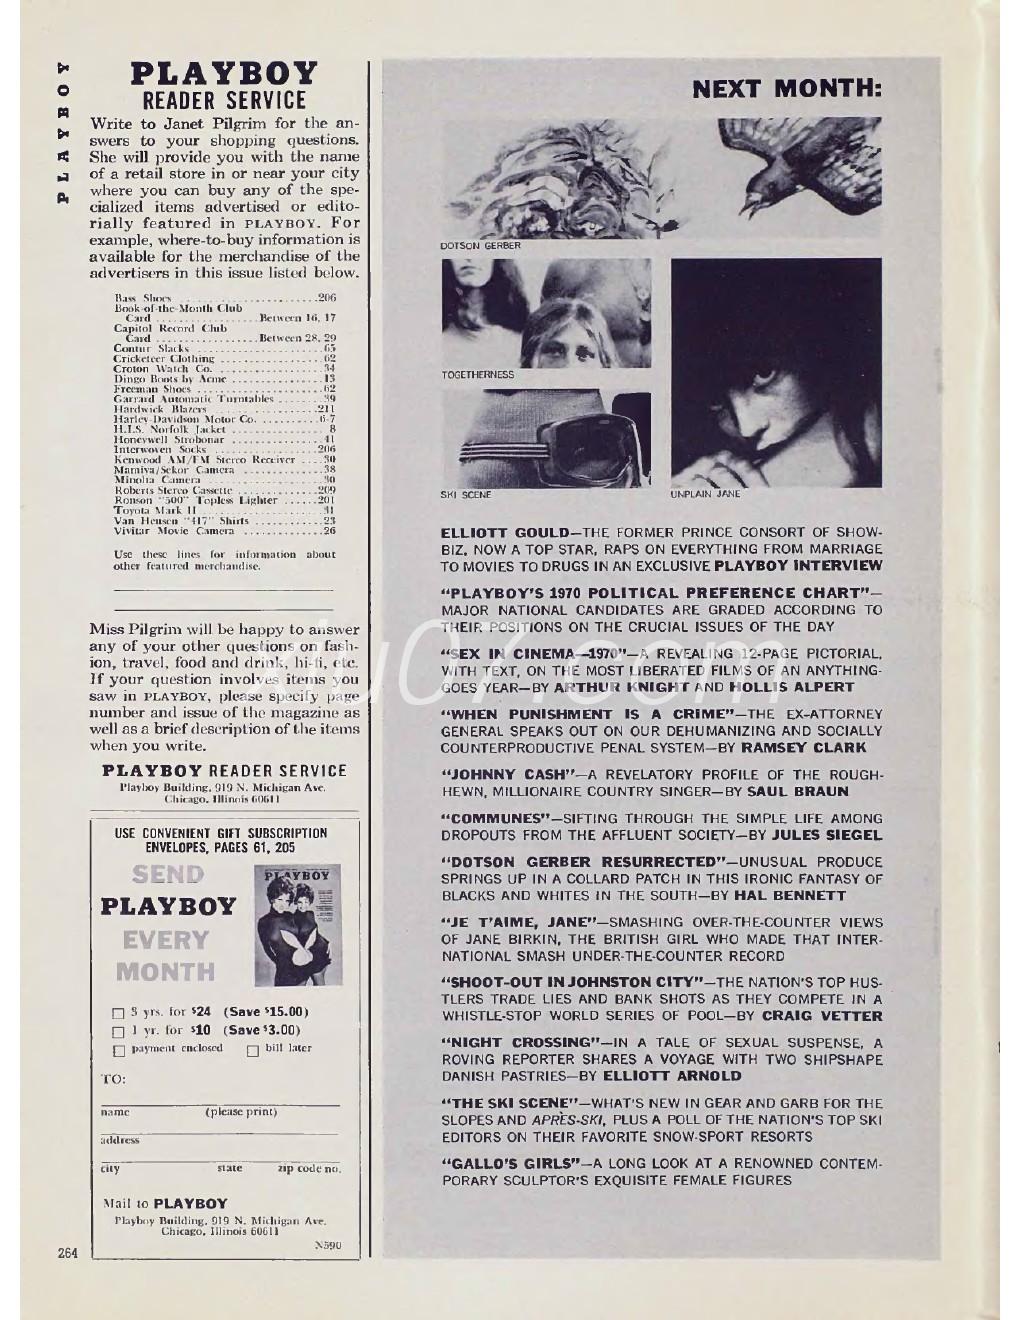 PLAYBOY
PLAYBOY
READER SERVICE
Write to Janet Pilgrim for the an-
swers to your shopping questions.
She will provide you with the name
of a retail store in or near your city
where you can buy any of the spe-
cialized items advertised or edito-
rially featured in PLAYBOY. For
example, where-to-buy information is
available for the merchandise of the
advertisers in this issue listed below.
Bass Shoes ........................206
Book-of-the-Month Club
Card ..................Between 16, 17
Capitol Record Club
Card ..................Between 28, 29
Contur Slacks ......................65
Cricketeer Clothing ..................62
Croton Watch Co. ..................34
Dingo Boots by Acme ................13
Freeman Shoes ......................62
Garrard Automatic Turntables ........39
Hardwick Blazers ..................211
Harley-Davidson Motor Co. ..........6-7
H.I.S. Norfolk Jacket ................8
Honeywell Strobonar ................41
Interwoven Socks ..................206
Kenwood AM/FM Stereo Receiver ....30
Mamiya/Sekor Camera ..............38
Minolta Camera ....................30
Roberts Stereo Cassette ..............209
Ronson "500" Topless Lighter ......201
Toyota Mark II ......................31
Van Heusen "417" Shirts ............23
Vivitar Movie Camera ..............26
Use these lines for information about
other featured merchandise.
Miss Pilgrim will be happy to answer
any of your other questions on fash-
ion, travel, food and drink, hi-fi, etc.
If your question involves items you
saw in PLAYBOY, please specify page
number and issue of the magazine as
well as a brief description of the items
when you write.
PLAYBOY READER SERVICE
Playboy Building, 919 N. Michigan Ave.
Chicago, Illinois 60611
USE CONVENIENT GIFT SUBSCRIPTION
ENVELOPES, PAGES 61, 205
SEND
PLAYBOY
EVERY
MONTH
PLAYBOY
3 yrs. for $24 (Save $15.00)
1 yr. for $10 (Save $3.00)
payment enclosed bill later
TO:
name (please print)
address
city state zip code no.
Mail to PLAYBOY
Playboy Building, 919 N. Michigan Ave.
Chicago, Illinois 60611
N590
264
NEXT MONTH:
DOTSON GERBER
TOGETHERNESS
SKI SCENE
UNPLAIN JANE
ELLIOTT GOULD—THE FORMER PRINCE CONSORT OF SHOW-
BIZ, NOW A TOP STAR, RAPS ON EVERYTHING FROM MARRIAGE
TO MOVIES TO DRUGS IN AN EXCLUSIVE PLAYBOY INTERVIEW
"PLAYBOY'S 1970 POLITICAL PREFERENCE CHART"—
MAJOR NATIONAL CANDIDATES ARE GRADED ACCORDING TO
THEIR POSITIONS ON THE CRUCIAL ISSUES OF THE DAY
"SEX IN CINEMA—1970"—A REVEALING 12-PAGE PICTORIAL,
WITH TEXT, ON THE MOST LIBERATED FILMS OF AN ANYTHING-
GOES YEAR—BY ARTHUR KNIGHT AND HOLLIS ALPERT
"WHEN PUNISHMENT IS A CRIME"—THE EX-ATTORNEY
GENERAL SPEAKS OUT ON OUR DEHUMANIZING AND SOCIALLY
COUNTERPRODUCTIVE PENAL SYSTEM—BY RAMSEY CLARK
"JOHNNY CASH"—A REVELATORY PROFILE OF THE ROUGH-
HEWN, MILLIONAIRE COUNTRY SINGER—BY SAUL BRAUN
"COMMUNES"—SIFTING THROUGH THE SIMPLE LIFE AMONG
DROPOUTS FROM THE AFFLUENT SOCIETY—BY JULES SIEGEL
"DOTSON GERBER RESURRECTED"—UNUSUAL PRODUCE
SPRINGS UP IN A COLLARD PATCH IN THIS IRONIC FANTASY OF
BLACKS AND WHITES IN THE SOUTH—BY HAL BENNETT
"JE T'AIME, JANE"—SMASHING OVER-THE-COUNTER VIEWS
OF JANE BIRKIN, THE BRITISH GIRL WHO MADE THAT INTER-
NATIONAL SMASH UNDER-THE-COUNTER RECORD
"SHOOT-OUT IN JOHNSTON CITY"—THE NATION'S TOP HUS-
TLERS TRADE LIES AND BANK SHOTS AS THEY COMPETE IN A
WHISTLE-STOP WORLD SERIES OF POOL—BY CRAIG VETTER
"NIGHT CROSSING"—IN A TALE OF SEXUAL SUSPENSE, A
ROVING REPORTER SHARES A VOYAGE WITH TWO SHIPSHAPE
DANISH PASTRIES—BY ELLIOTT ARNOLD
"THE SKI SCENE"—WHAT'S NEW IN GEAR AND GARB FOR THE
SLOPES AND APRÈS-SKI, PLUS A POLL OF THE NATION'S TOP SKI
EDITORS ON THEIR FAVORITE SNOW-SPORT RESORTS
"GALLO'S GIRLS"—A LONG LOOK AT A RENOWNED CONTEM-
PORARY SCULPTOR'S EXQUISITE FEMALE FIGURES